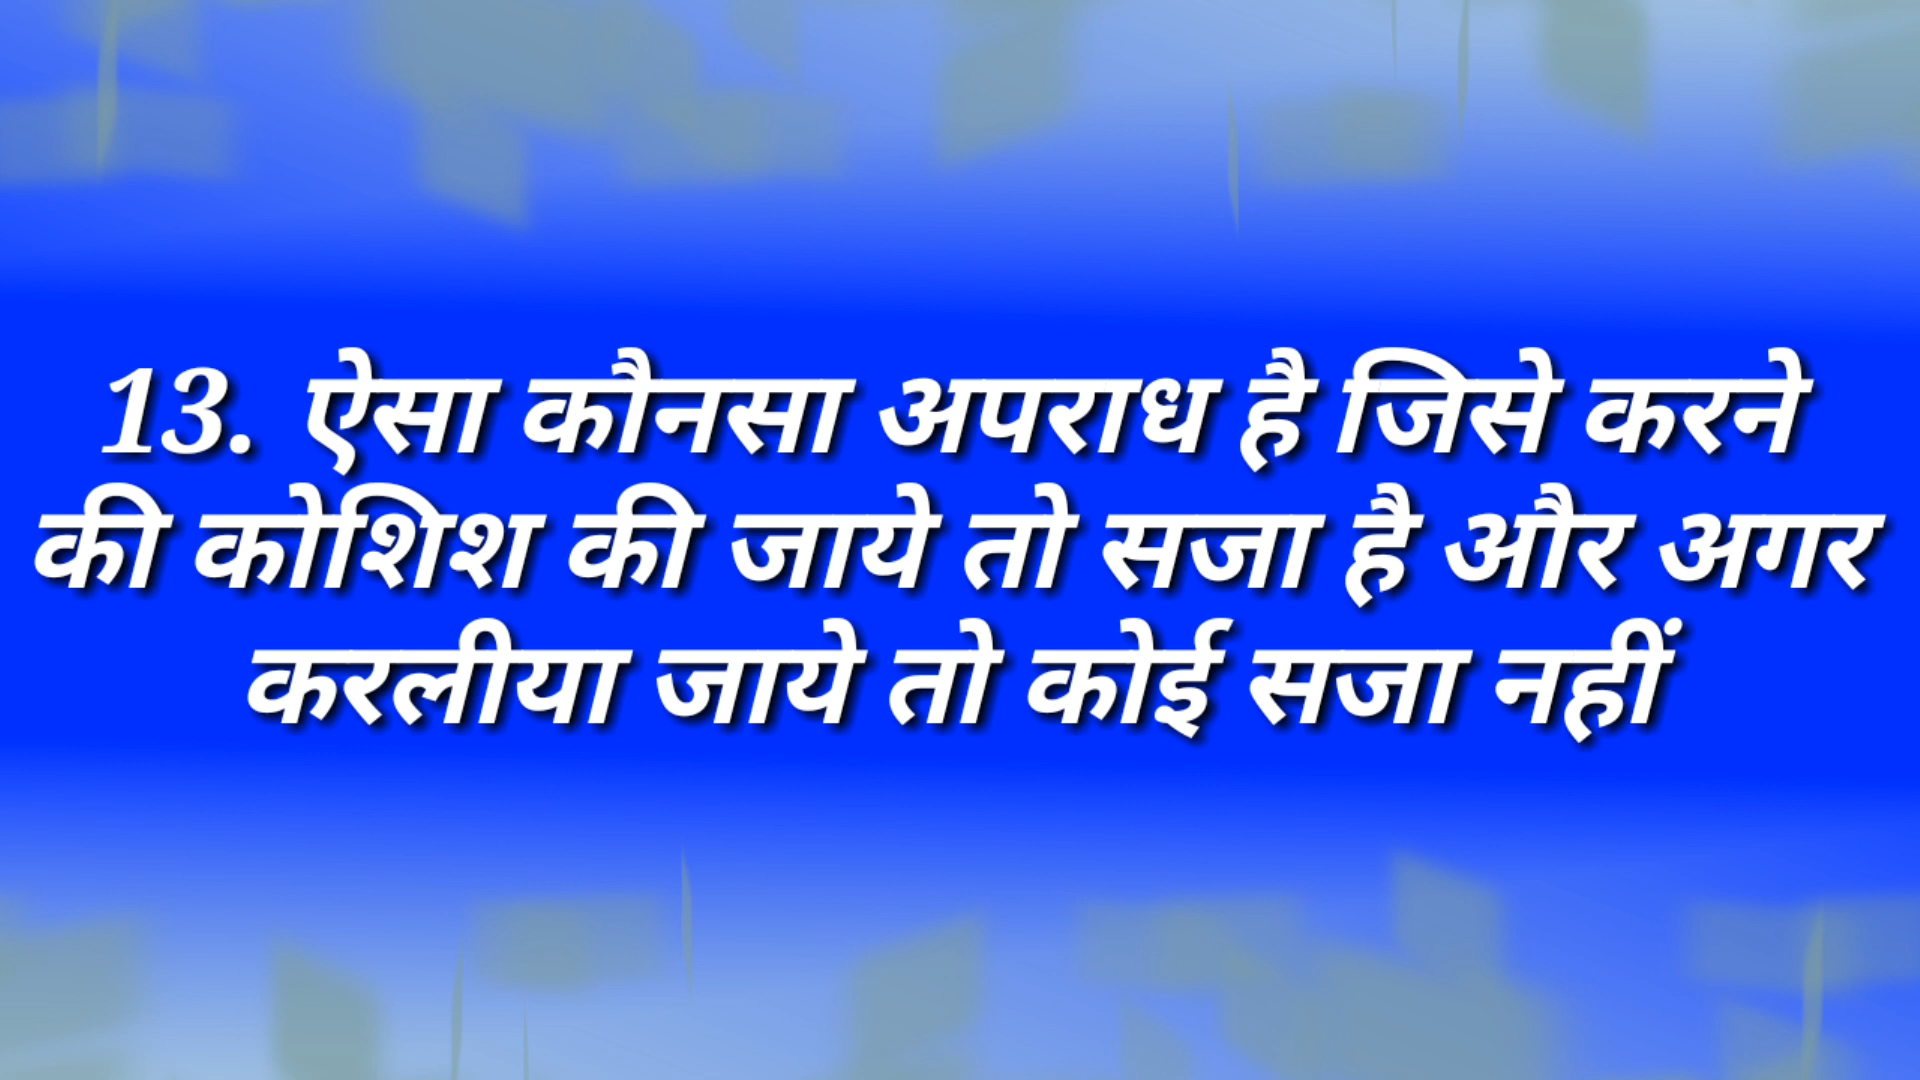 13. ऐसा कौनसा अपराध है जिसे करने
की कोशिश की जाये तो सजा है और अगर
करलीया जाये तो कोई सजा नहीं